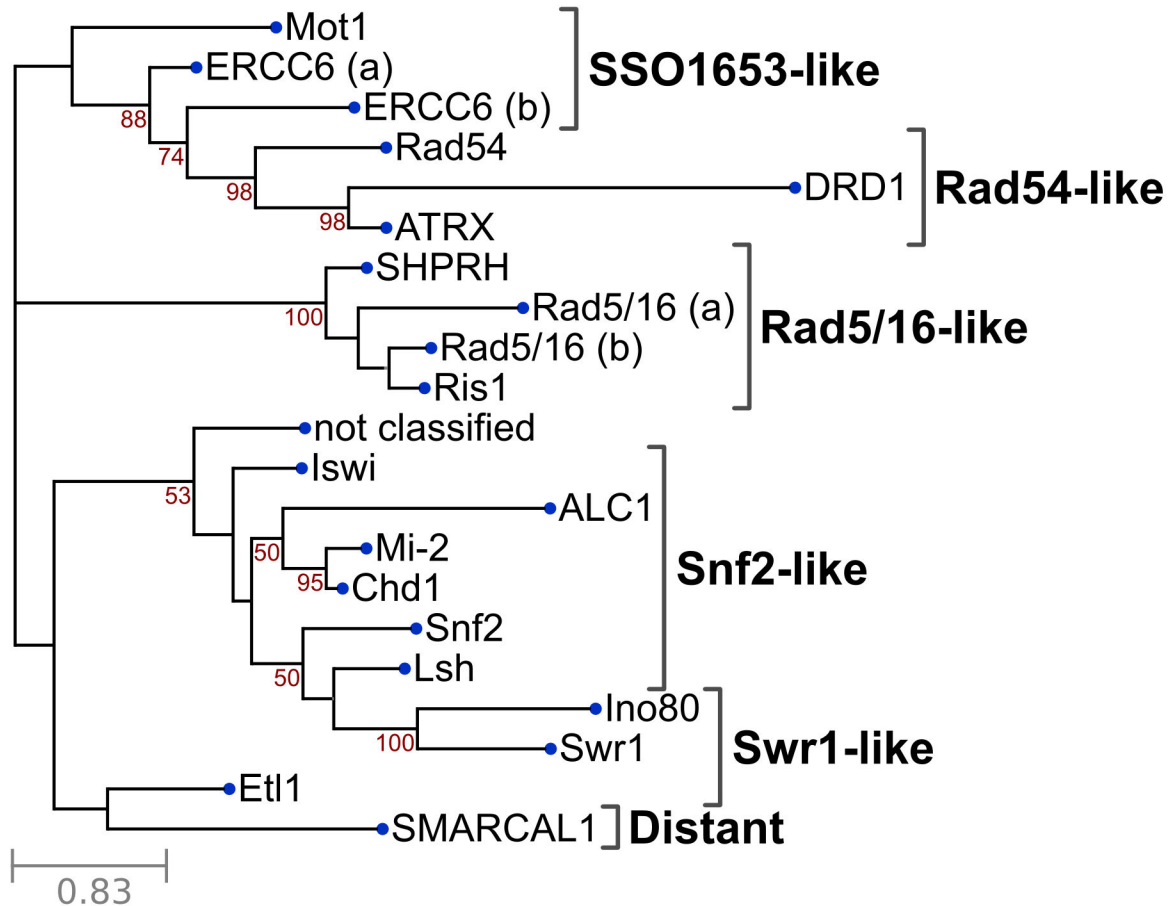 Mot1
ERCC6 (a)
SSO1653-like
88
ERCC6 (b)
74
Rad54
98
DRD1
Rad54-like
98
ATRX
SHPRH
100
Rad5/16 (a)
Rad5/16-like
Rad5/16 (b)
Ris1
not classified
Iswi
53
ALC1
50
Mi-2
Snf2-like
95
Chd1
Snf2
50
Lsh
Ino80
100
Swr1
Swr1-like
Etl1
SMARCAL1
Distant
0.83